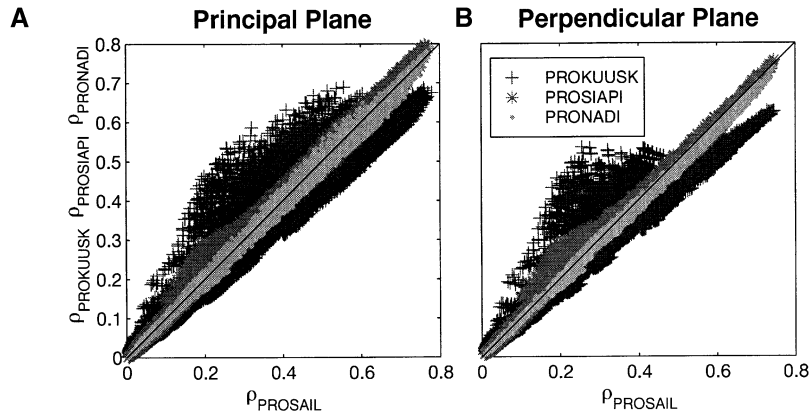 A
Principal Plane
B
Perpendicular Plane
ρPROKUUSK ρPROSIAPI ρPRONADI
0.8
0.7
0.6
0.5
0.4
0.3
0.2
0.1
0
0 0.2 0.4 0.6 0.8
ρPROSAIL
+ PROKUUSK
✳ PROSIAPI
PRONADI
0 0.2 0.4 0.6 0.8
ρPROSAIL